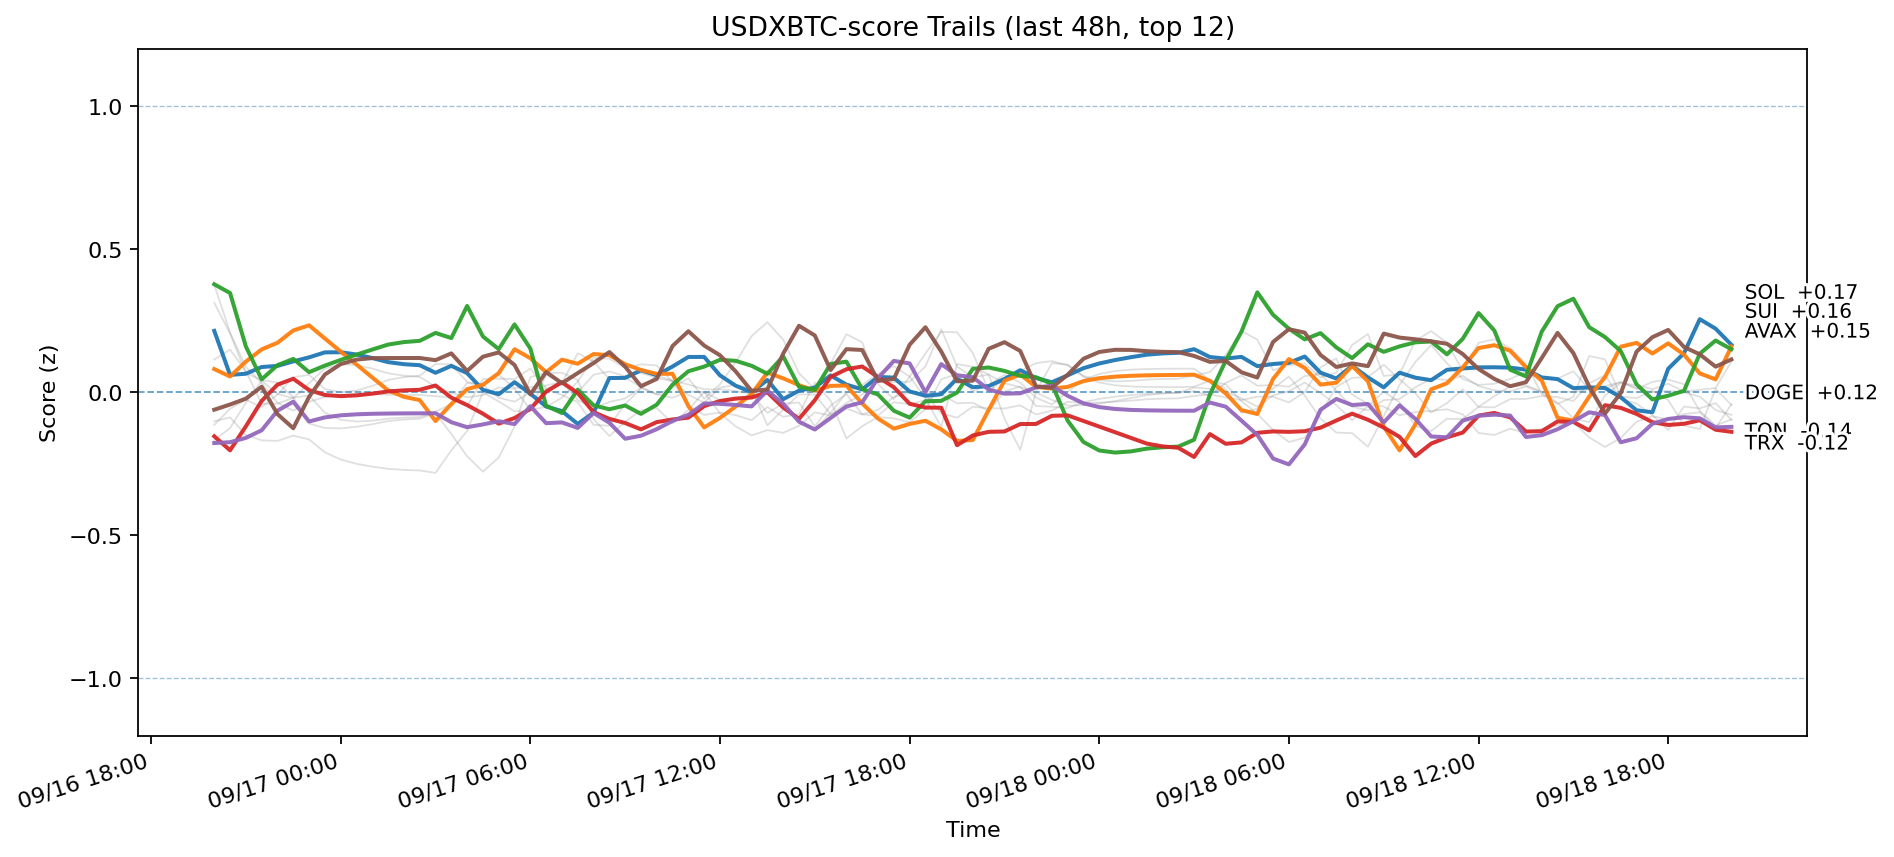 USDXBTC-score Trails (last 48h, top 12)
Score (z)
1.0
0.5
0.0
−0.5
−1.0
SOL +0.17
SUI +0.16
AVAX +0.15
DOGE +0.12
TON -0.14
TRX -0.12
09/16 18:00
09/17 00:00
09/17 06:00
09/17 12:00
09/17 18:00
09/18 00:00
09/18 06:00
09/18 12:00
09/18 18:00
Time